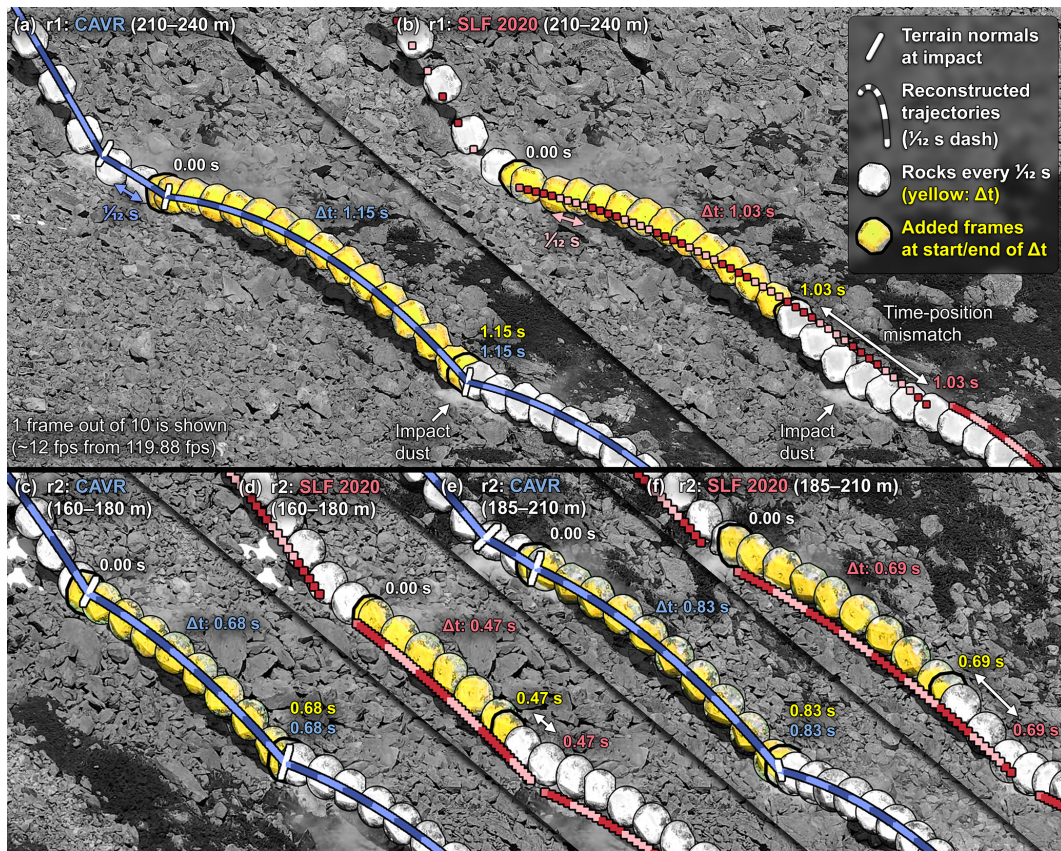 (a) r1: CAVR (210–240 m)
(b) r1: SLF 2020 (210–240 m)
Terrain normals
at impact
Reconstructed
trajectories
(¹⁄₁₂ s dash)
Rocks every ¹⁄₁₂ s
(yellow: Δt)
Added frames
at start/end of Δt
0.00 s
¹⁄₁₂ s
Δt: 1.15 s
1.15 s
1.15 s
Impact
dust
1 frame out of 10 is shown
(~12 fps from 119.88 fps)
0.00 s
¹⁄₁₂ s
Δt: 1.03 s
1.03 s
Time-position
mismatch
1.03 s
Impact
dust
(c) r2: CAVR
(160–180 m)
0.00 s
Δt: 0.68 s
0.68 s
0.68 s
(d) r2: SLF 2020
(160–180 m)
0.00 s
Δt: 0.47 s
0.47 s
0.47 s
(e) r2: CAVR
(185–210 m)
0.00 s
Δt: 0.83 s
0.83 s
0.83 s
(f) r2: SLF 2020 (185–210 m)
0.00 s
Δt: 0.69 s
0.69 s
0.69 s